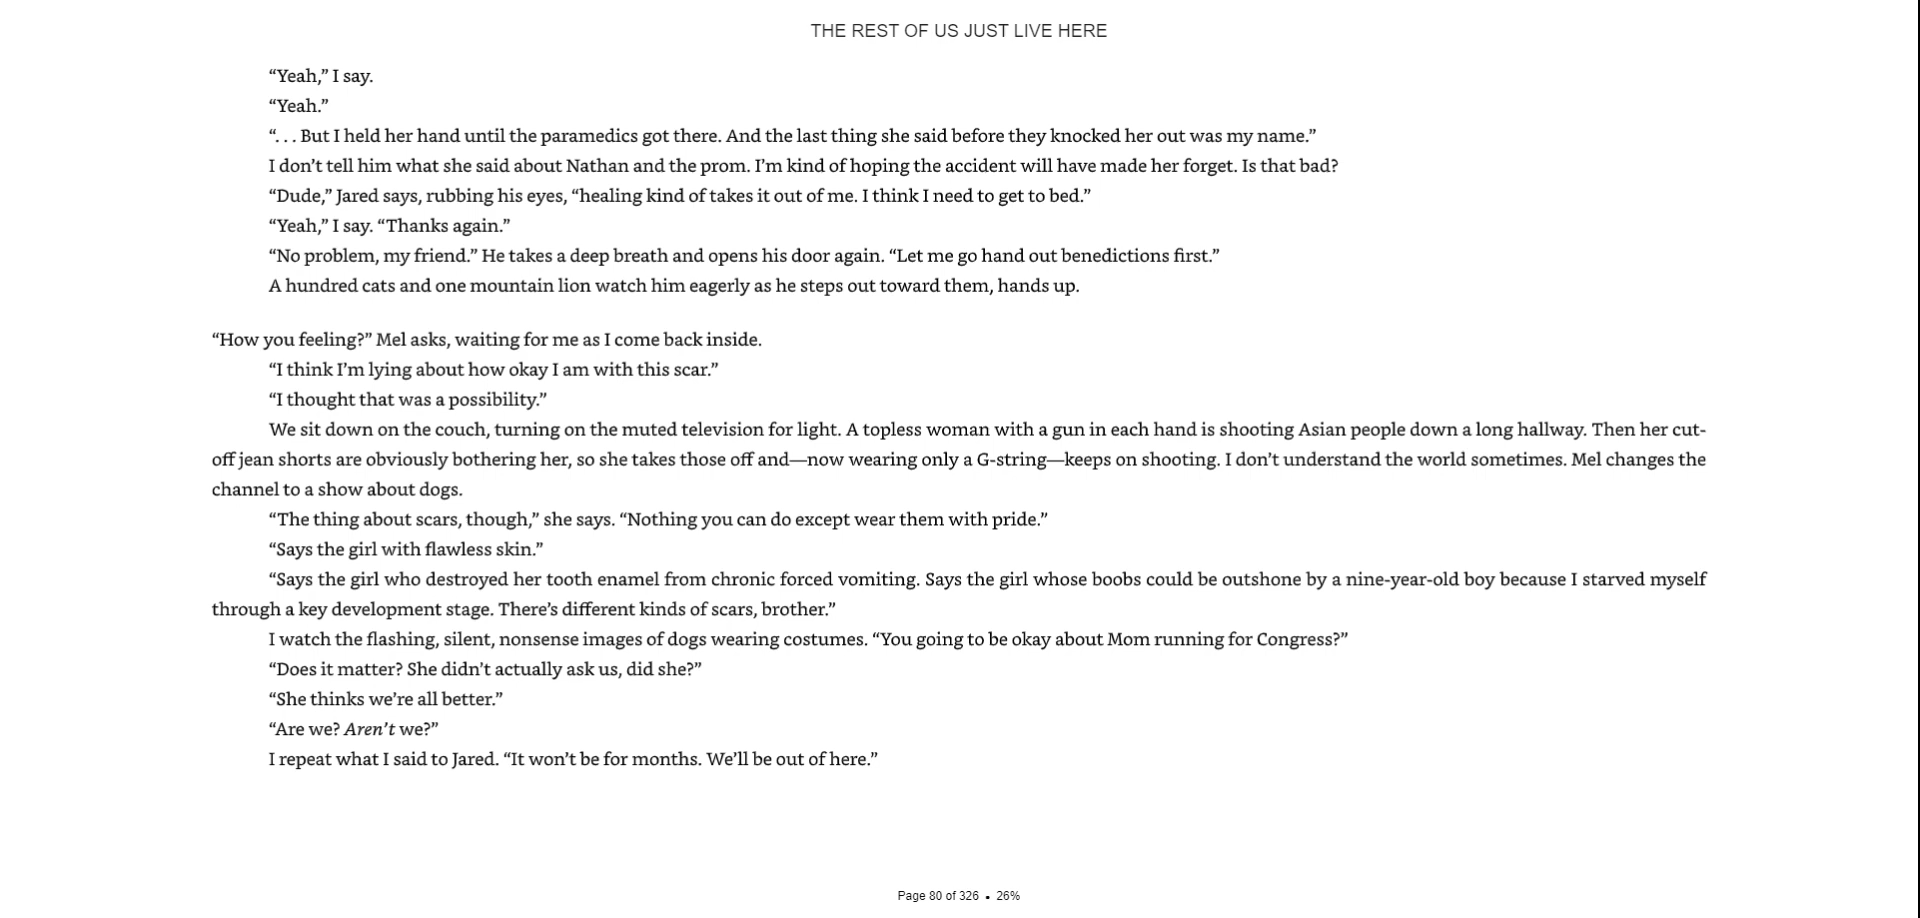 THE REST OF US JUST LIVE HERE
“Yeah,” I say.
“Yeah.”
“. . . But I held her hand until the paramedics got there. And the last thing she said before they knocked her out was my name.”
I don’t tell him what she said about Nathan and the prom. I’m kind of hoping the accident will have made her forget. Is that bad?
“Dude,” Jared says, rubbing his eyes, “healing kind of takes it out of me. I think I need to get to bed.”
“Yeah,” I say. “Thanks again.”
“No problem, my friend.” He takes a deep breath and opens his door again. “Let me go hand out benedictions first.”
A hundred cats and one mountain lion watch him eagerly as he steps out toward them, hands up.
“How you feeling?” Mel asks, waiting for me as I come back inside.
“I think I’m lying about how okay I am with this scar.”
“I thought that was a possibility.”
We sit down on the couch, turning on the muted television for light. A topless woman with a gun in each hand is shooting Asian people down a long hallway. Then her cut-
off jean shorts are obviously bothering her, so she takes those off and—now wearing only a G-string—keeps on shooting. I don’t understand the world sometimes. Mel changes the
channel to a show about dogs.
“The thing about scars, though,” she says. “Nothing you can do except wear them with pride.”
“Says the girl with flawless skin.”
“Says the girl who destroyed her tooth enamel from chronic forced vomiting. Says the girl whose boobs could be outshone by a nine-year-old boy because I starved myself
through a key development stage. There’s different kinds of scars, brother.”
I watch the flashing, silent, nonsense images of dogs wearing costumes. “You going to be okay about Mom running for Congress?”
“Does it matter? She didn’t actually ask us, did she?”
“She thinks we’re all better.”
“Are we? Aren’t we?”
I repeat what I said to Jared. “It won’t be for months. We’ll be out of here.”
Page 80 of 326 • 26%